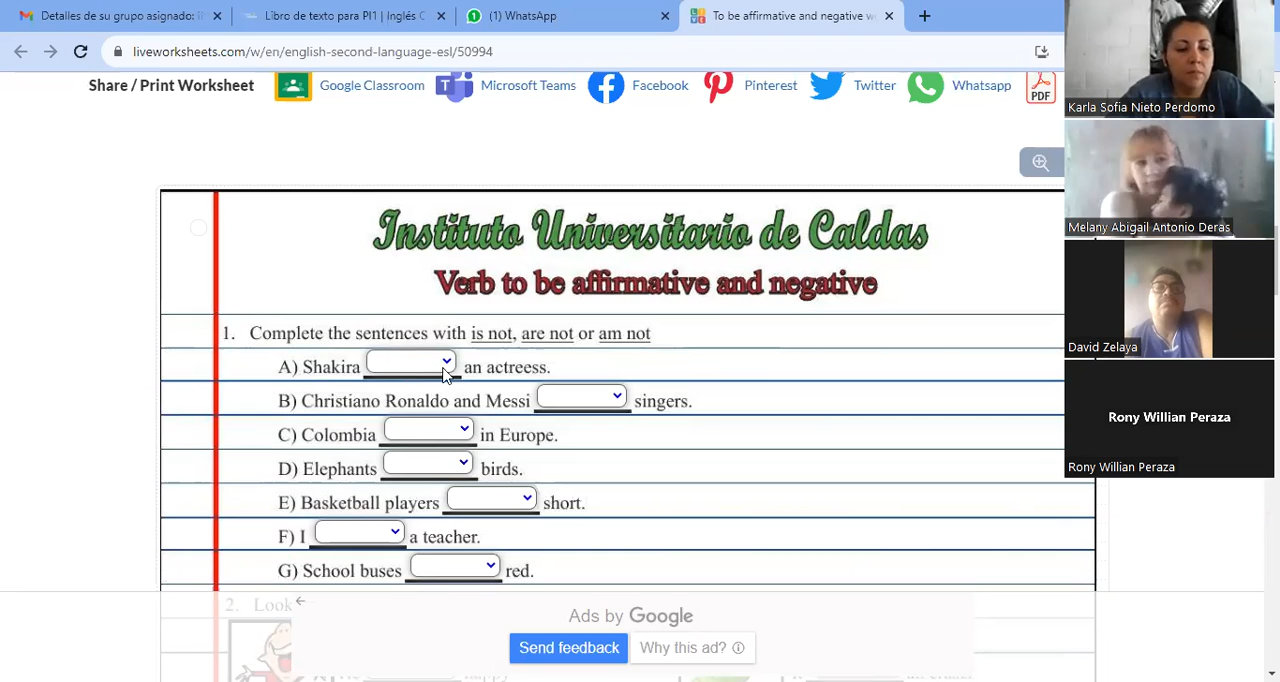 Detalles de su grupo asignado: I
Libro de texto para PI1 | Inglés C
(1) WhatsApp
To be affirmative and negative w
liveworksheets.com/w/en/english-second-language-esl/50994
Share / Print Worksheet
Google Classroom
Microsoft Teams
Facebook
Pinterest
Twitter
Whatsapp
PDF
Karla Sofia Nieto Perdomo
Melany Abigail Antonio Deras
David Zelaya
Rony Willian Peraza
Rony Willian Peraza
Instituto Universitario de Caldas
Verb to be affirmative and negative
1. Complete the sentences with is not, are not or am not
A) Shakira an actreess.
B) Christiano Ronaldo and Messi singers.
C) Colombia in Europe.
D) Elephants birds.
E) Basketball players short.
F) I a teacher.
G) School buses red.
2. Look
Ads by Google
Send feedback
Why this ad?